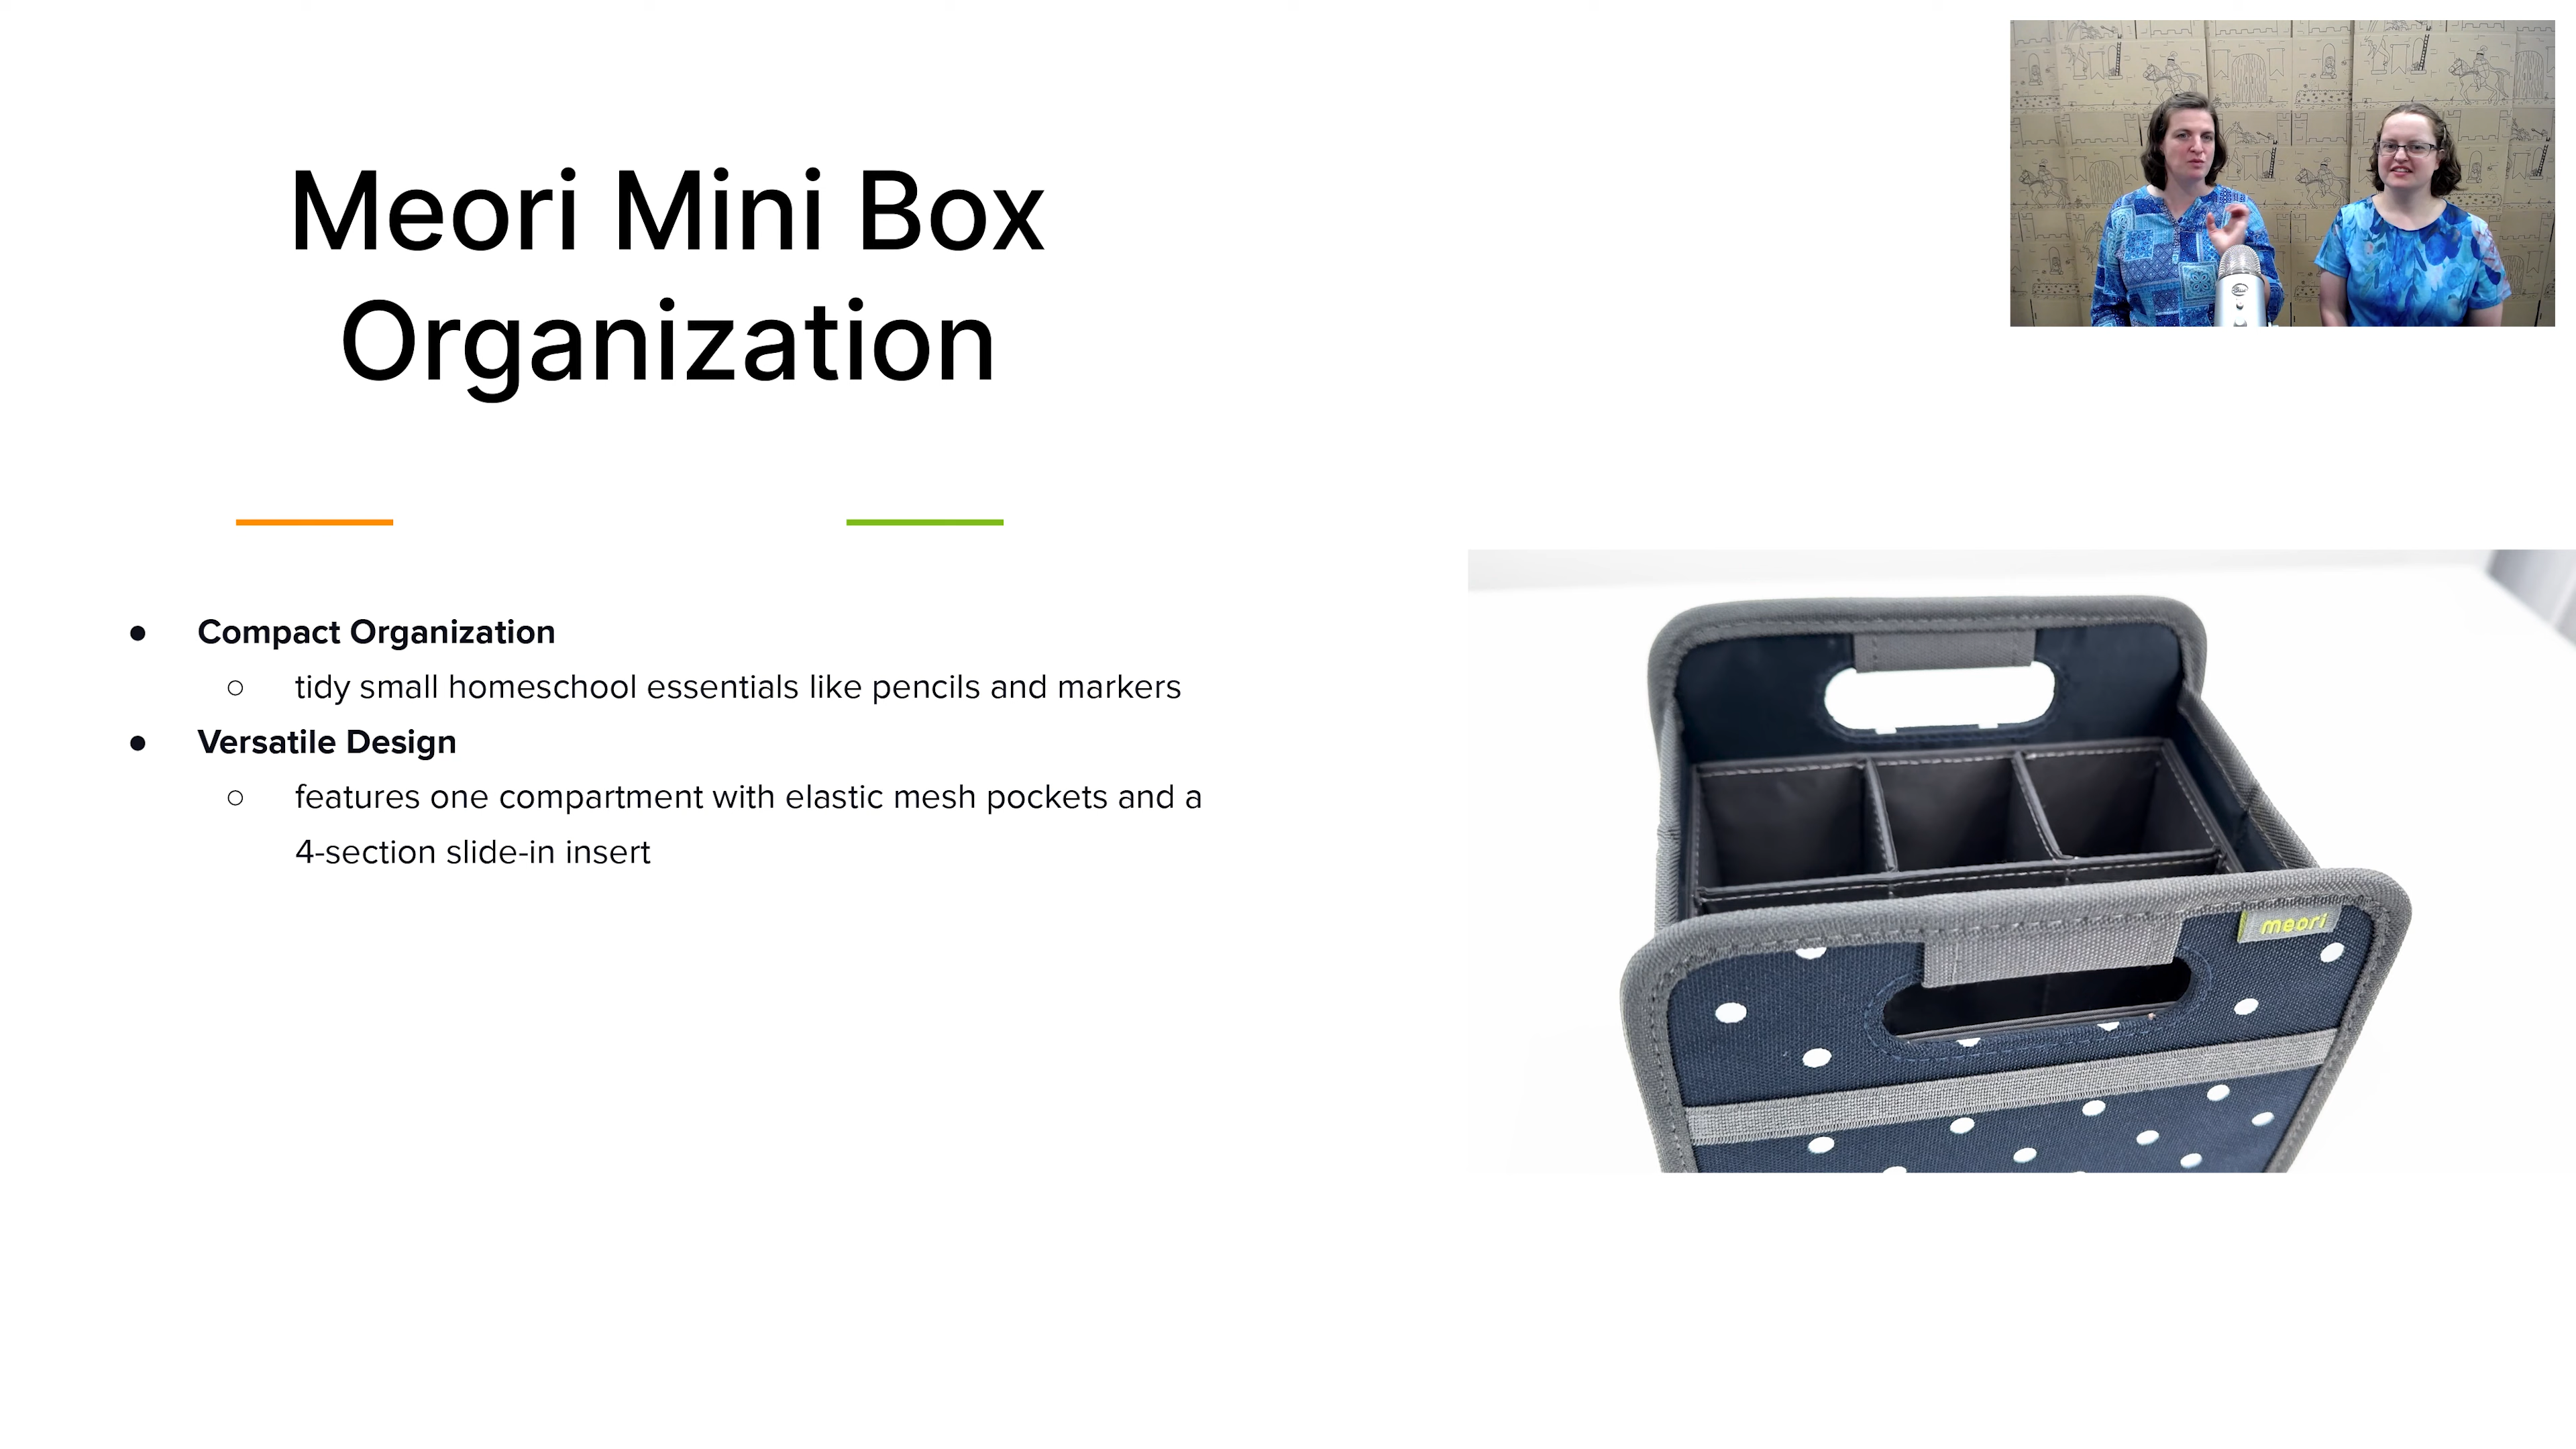 Meori Mini Box
Organization
● Compact Organization
○ tidy small homeschool essentials like pencils and markers
● Versatile Design
○ features one compartment with elastic mesh pockets and a
4-section slide-in insert
meori